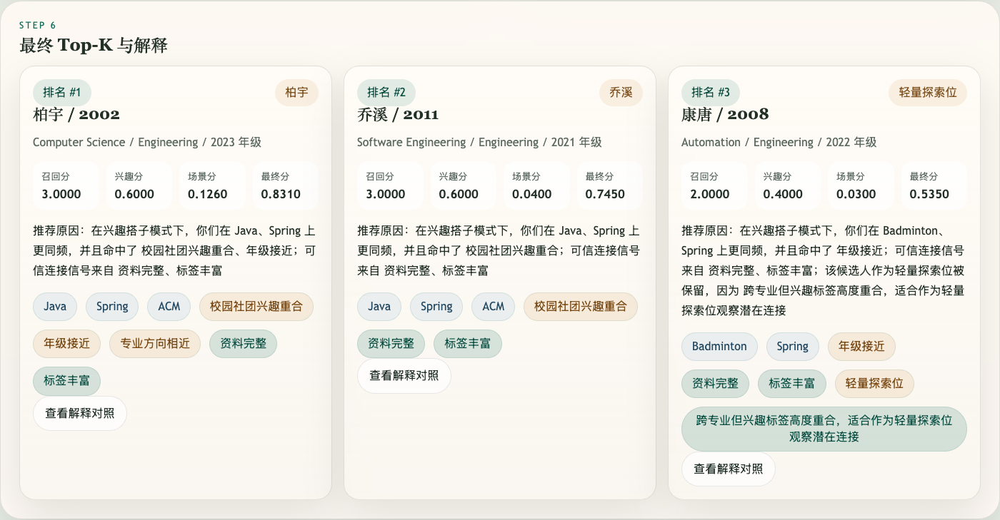 STEP 6
最终 Top-K 与解释
排名 #1
柏宇
柏宇 / 2002
Computer Science / Engineering / 2023 年级
召回分
兴趣分
场景分
最终分
3.0000
0.6000
0.1260
0.8310
推荐原因：在兴趣搭子模式下，你们在 Java、Spring 上
更同频，并且命中了 校园社团兴趣重合、年级接近；可
信连接信号来自 资料完整、标签丰富
Java
Spring
ACM
校园社团兴趣重合
年级接近
专业方向相近
资料完整
标签丰富
查看解释对照
排名 #2
乔溪
乔溪 / 2011
Software Engineering / Engineering / 2021 年级
召回分
兴趣分
场景分
最终分
3.0000
0.6000
0.0400
0.7450
推荐原因：在兴趣搭子模式下，你们在 Java、Spring 上
更同频，并且命中了 校园社团兴趣重合；可信连接信号
来自 资料完整、标签丰富
Java
Spring
ACM
校园社团兴趣重合
资料完整
标签丰富
查看解释对照
排名 #3
轻量探索位
康唐 / 2008
Automation / Engineering / 2022 年级
召回分
兴趣分
场景分
最终分
2.0000
0.4000
0.0300
0.5350
推荐原因：在兴趣搭子模式下，你们在 Badminton、
Spring 上更同频，并且命中了 年级接近；可信连接信号
来自 资料完整、标签丰富；该候选人作为轻量探索位被
保留，因为 跨专业但兴趣标签高度重合，适合作为轻量
探索位观察潜在连接
Badminton
Spring
年级接近
资料完整
标签丰富
轻量探索位
跨专业但兴趣标签高度重合，适合作为轻量探索位
观察潜在连接
查看解释对照